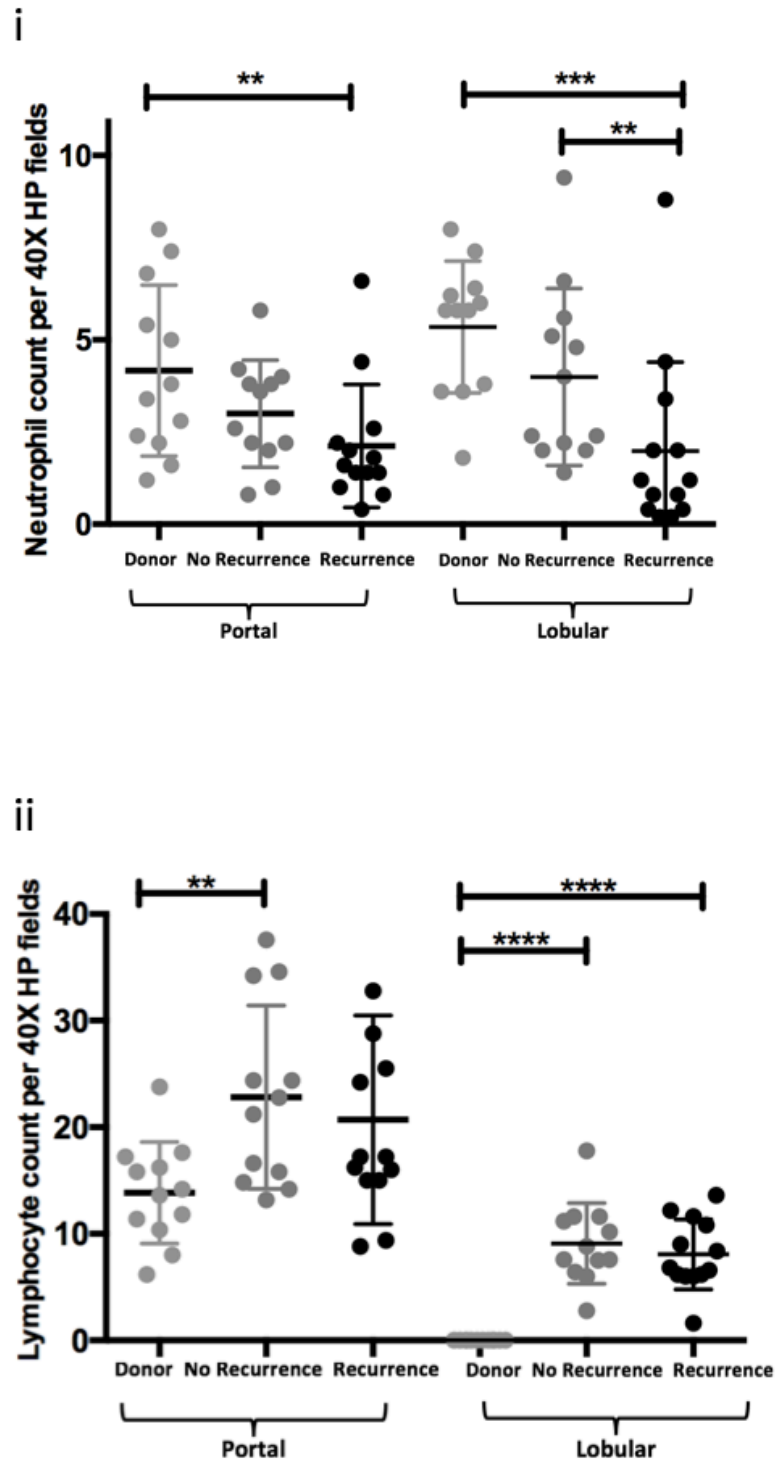 i
** ***
**
Neutrophil count per 40X HP fields
10
5
0
Donor No Recurrence Recurrence Donor No Recurrence Recurrence
Portal Lobular
ii
** ****
****
Lymphocyte count per 40X HP fields
40
30
20
10
0
Donor No Recurrence Recurrence Donor No Recurrence Recurrence
Portal Lobular